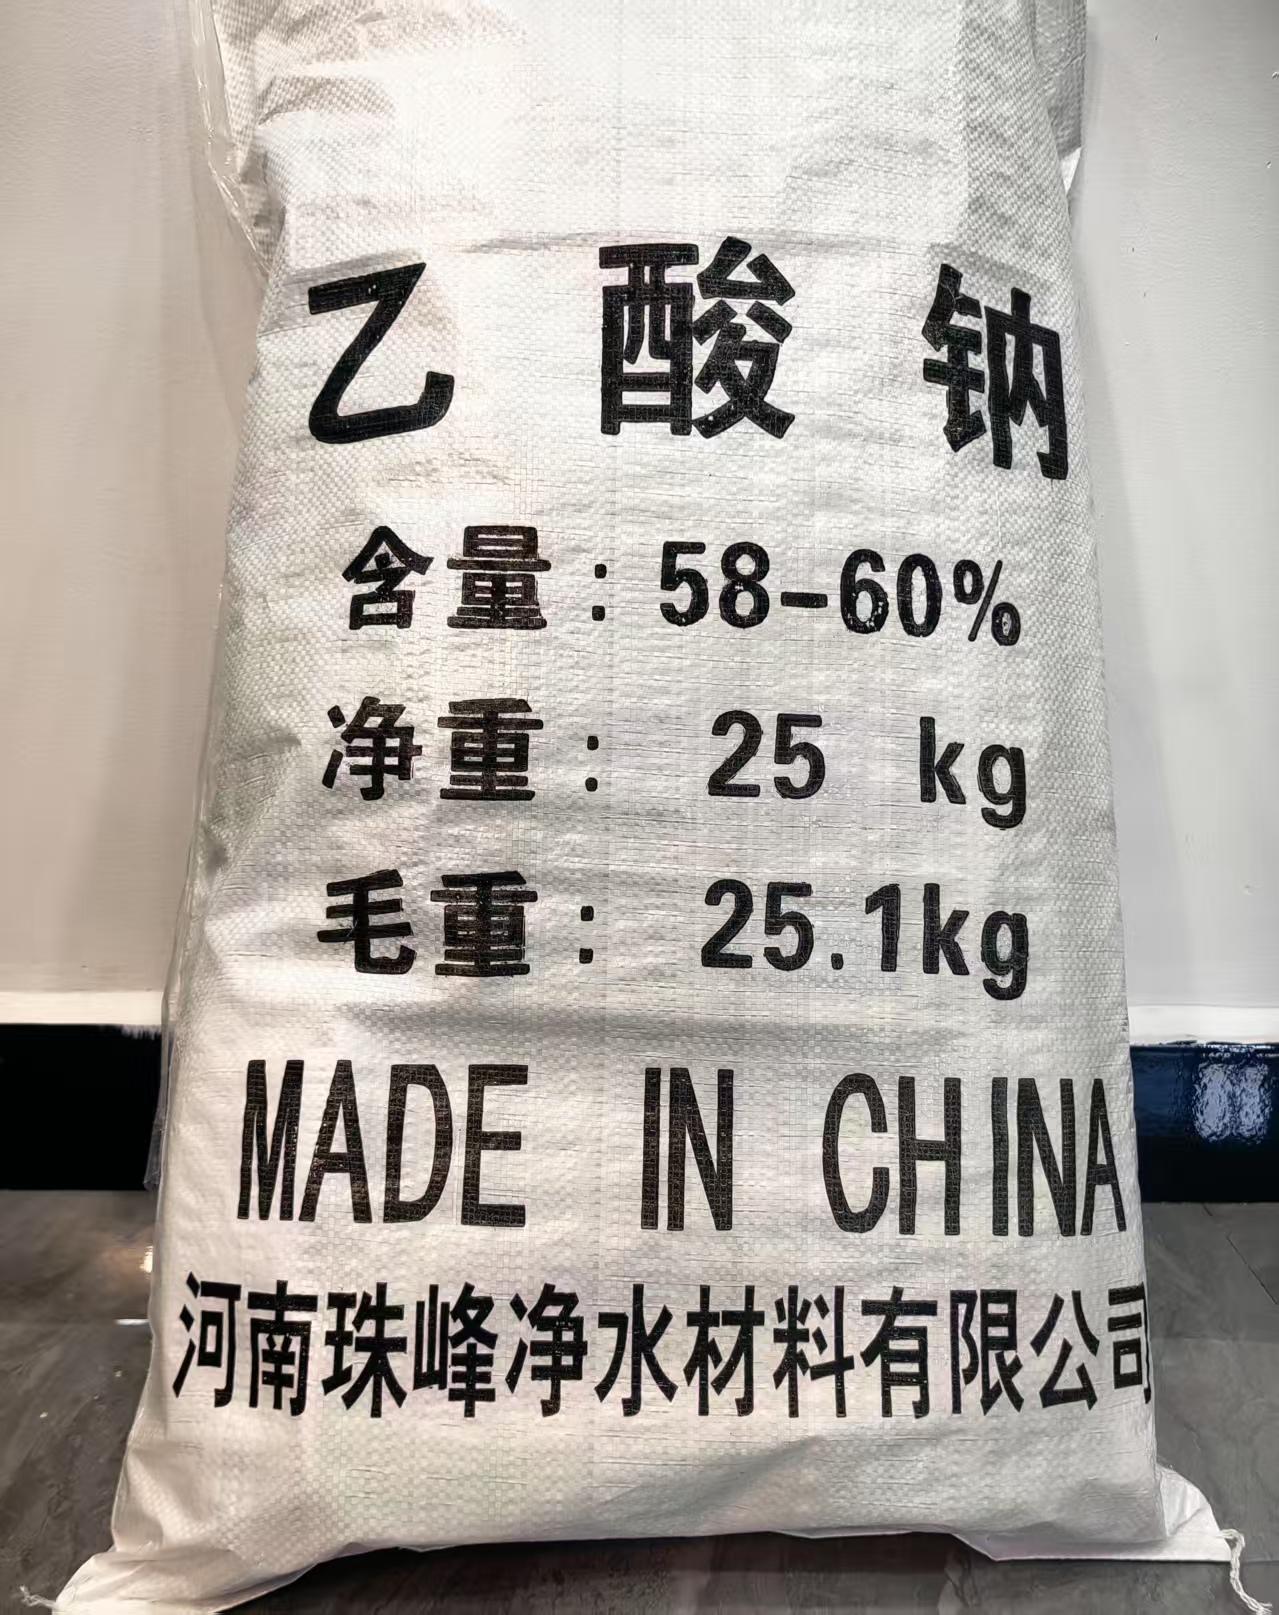 乙酸钠
含量:58-60%
净重: 25 kg
毛重: 25.1kg
MADE IN CHINA
河南珠峰净水材料有限公司